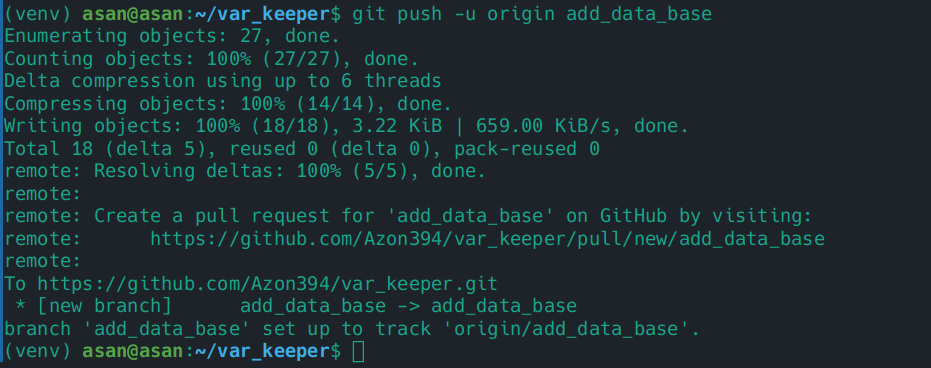 (venv) asan@asan:~/var_keeper$ git push -u origin add_data_base
Enumerating objects: 27, done.
Counting objects: 100% (27/27), done.
Delta compression using up to 6 threads
Compressing objects: 100% (14/14), done.
Writing objects: 100% (18/18), 3.22 KiB | 659.00 KiB/s, done.
Total 18 (delta 5), reused 0 (delta 0), pack-reused 0
remote: Resolving deltas: 100% (5/5), done.
remote:
remote: Create a pull request for 'add_data_base' on GitHub by visiting:
remote:      https://github.com/Azon394/var_keeper/pull/new/add_data_base
remote:
To https://github.com/Azon394/var_keeper.git
 * [new branch]      add_data_base -> add_data_base
branch 'add_data_base' set up to track 'origin/add_data_base'.
(venv) asan@asan:~/var_keeper$